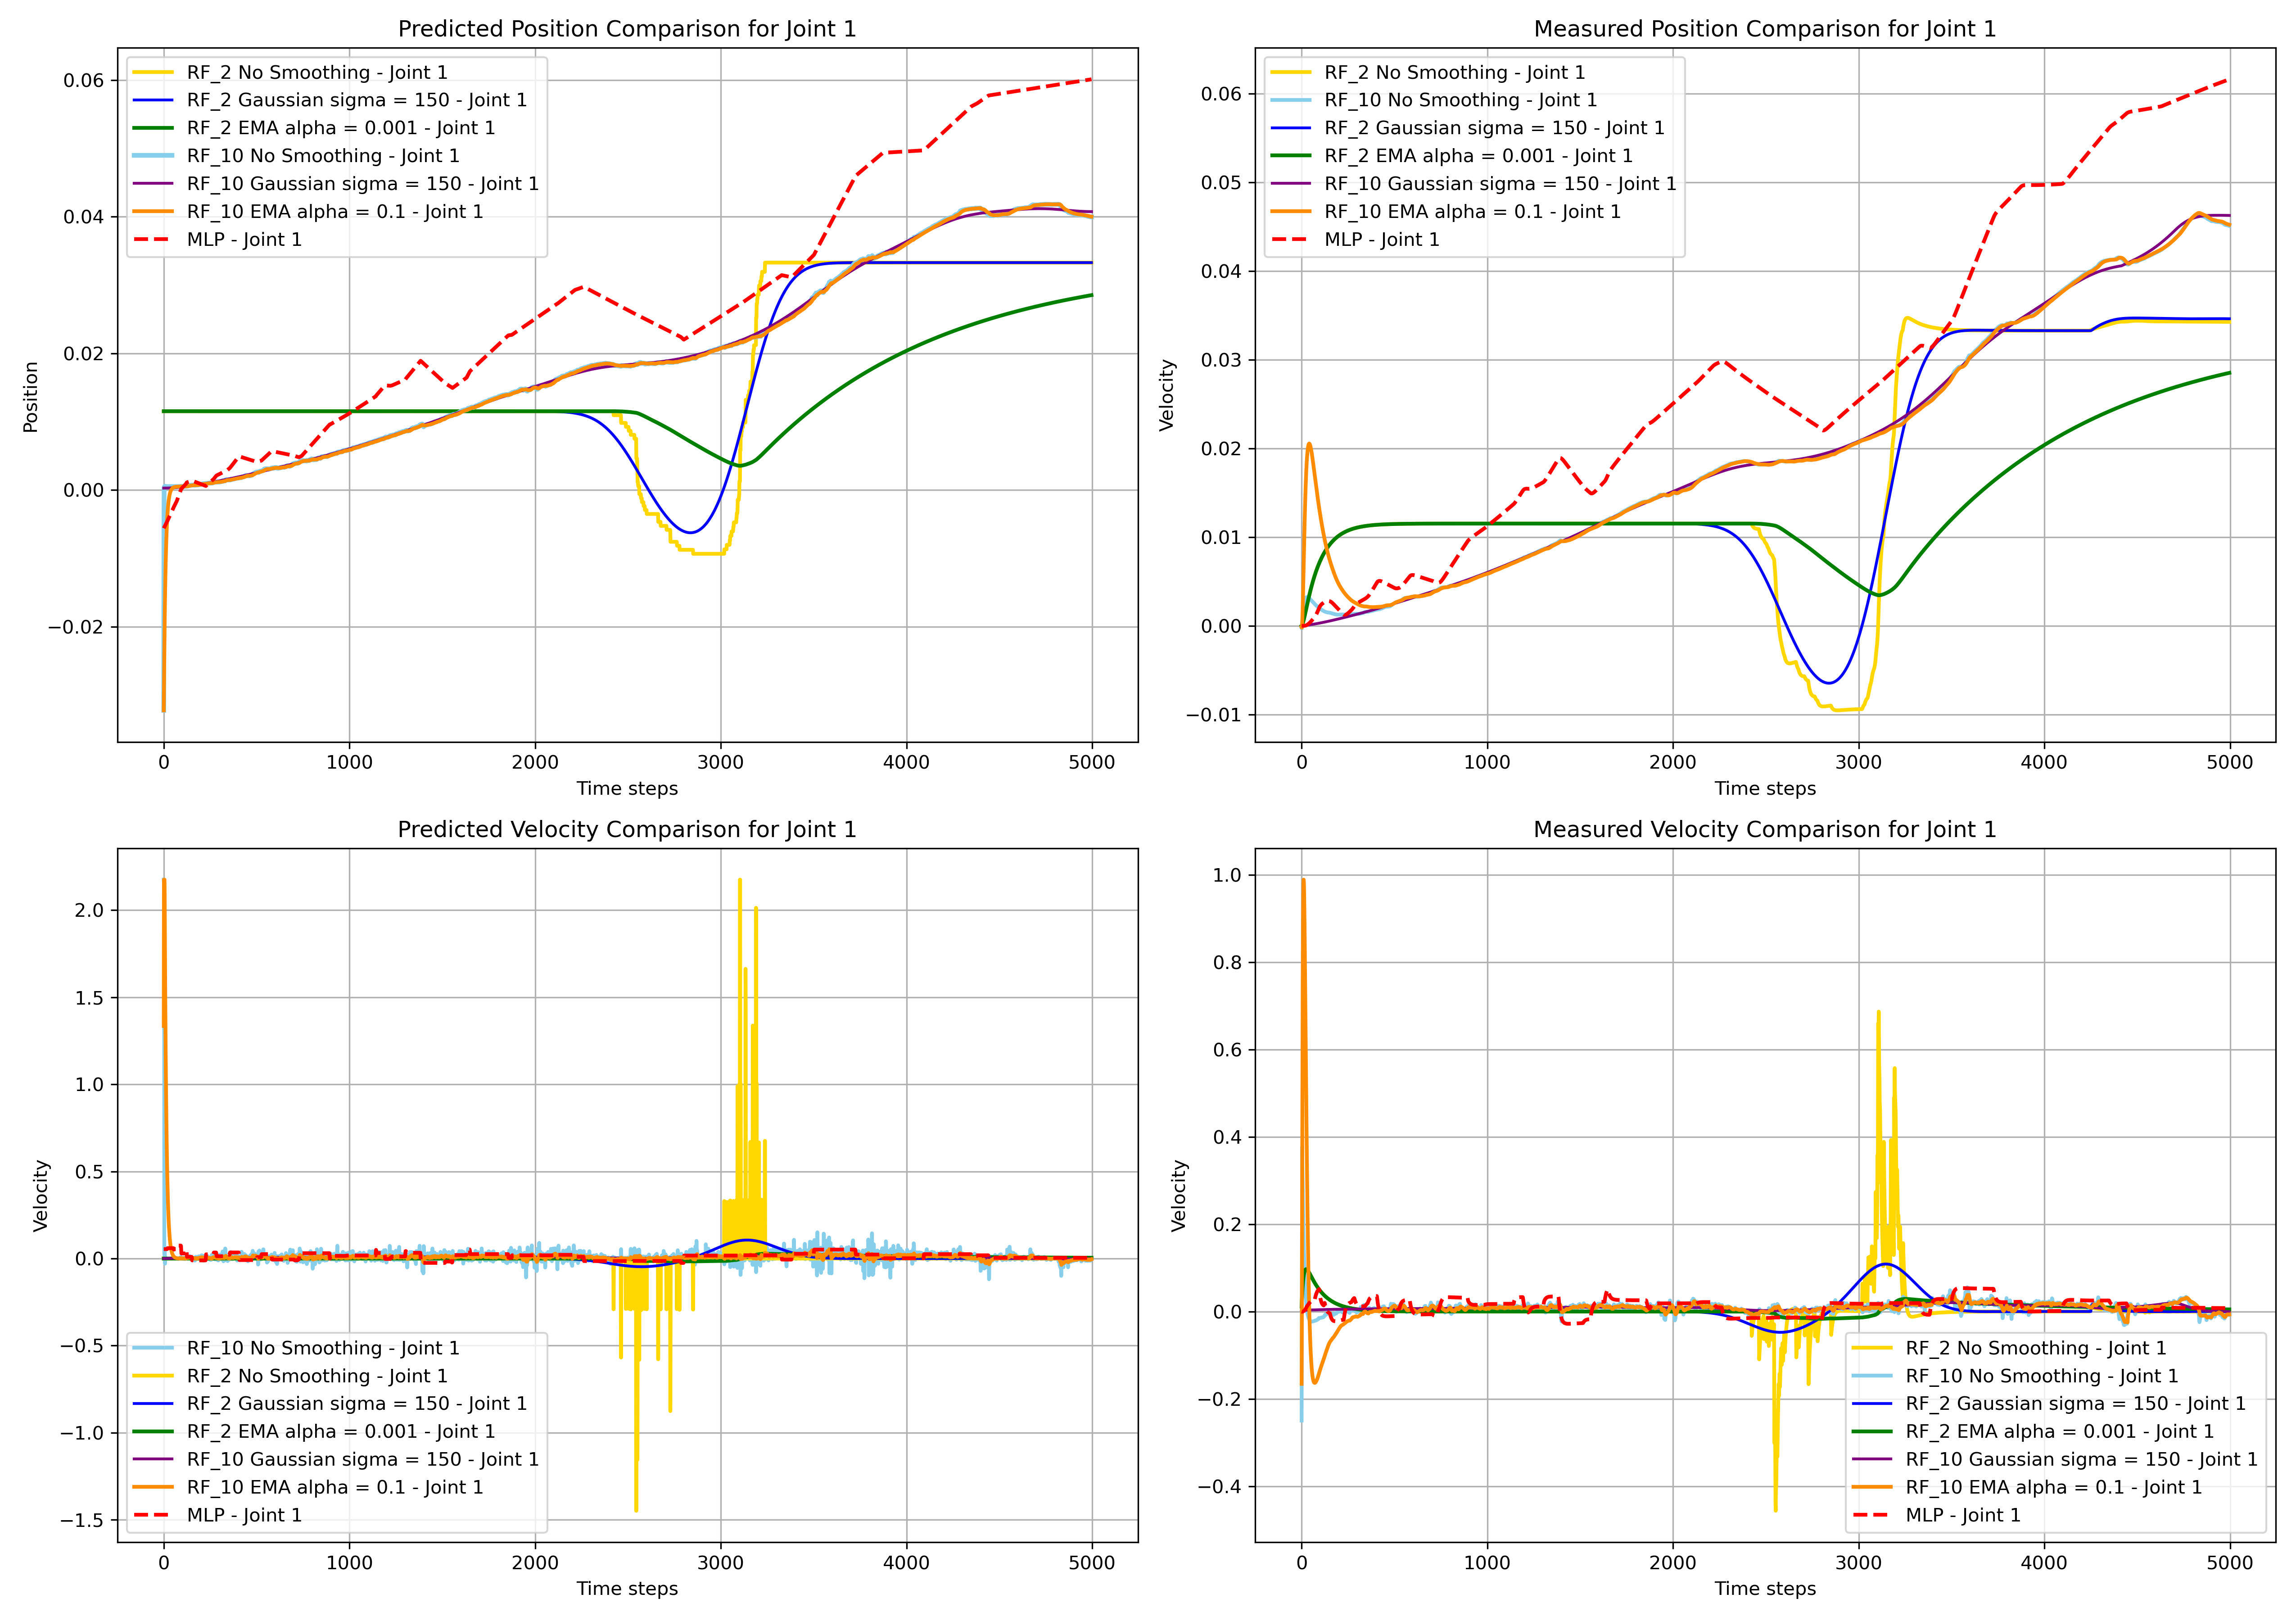 Predicted Position Comparison for Joint 1
RF_2 No Smoothing - Joint 1
RF_2 Gaussian sigma = 150 - Joint 1
RF_2 EMA alpha = 0.001 - Joint 1
RF_10 No Smoothing - Joint 1
RF_10 Gaussian sigma = 150 - Joint 1
RF_10 EMA alpha = 0.1 - Joint 1
MLP - Joint 1
Position
0.06
0.04
0.02
0.00
−0.02
0 1000 2000 3000 4000 5000
Time steps
Measured Position Comparison for Joint 1
RF_2 No Smoothing - Joint 1
RF_10 No Smoothing - Joint 1
RF_2 Gaussian sigma = 150 - Joint 1
RF_2 EMA alpha = 0.001 - Joint 1
RF_10 Gaussian sigma = 150 - Joint 1
RF_10 EMA alpha = 0.1 - Joint 1
MLP - Joint 1
Velocity
0.06
0.05
0.04
0.03
0.02
0.01
0.00
−0.01
0 1000 2000 3000 4000 5000
Time steps
Predicted Velocity Comparison for Joint 1
Velocity
2.0
1.5
1.0
0.5
0.0
−0.5
−1.0
−1.5
RF_10 No Smoothing - Joint 1
RF_2 No Smoothing - Joint 1
RF_2 Gaussian sigma = 150 - Joint 1
RF_2 EMA alpha = 0.001 - Joint 1
RF_10 Gaussian sigma = 150 - Joint 1
RF_10 EMA alpha = 0.1 - Joint 1
MLP - Joint 1
0 1000 2000 3000 4000 5000
Time steps
Measured Velocity Comparison for Joint 1
Velocity
1.0
0.8
0.6
0.4
0.2
0.0
−0.2
−0.4
RF_2 No Smoothing - Joint 1
RF_10 No Smoothing - Joint 1
RF_2 Gaussian sigma = 150 - Joint 1
RF_2 EMA alpha = 0.001 - Joint 1
RF_10 Gaussian sigma = 150 - Joint 1
RF_10 EMA alpha = 0.1 - Joint 1
MLP - Joint 1
0 1000 2000 3000 4000 5000
Time steps